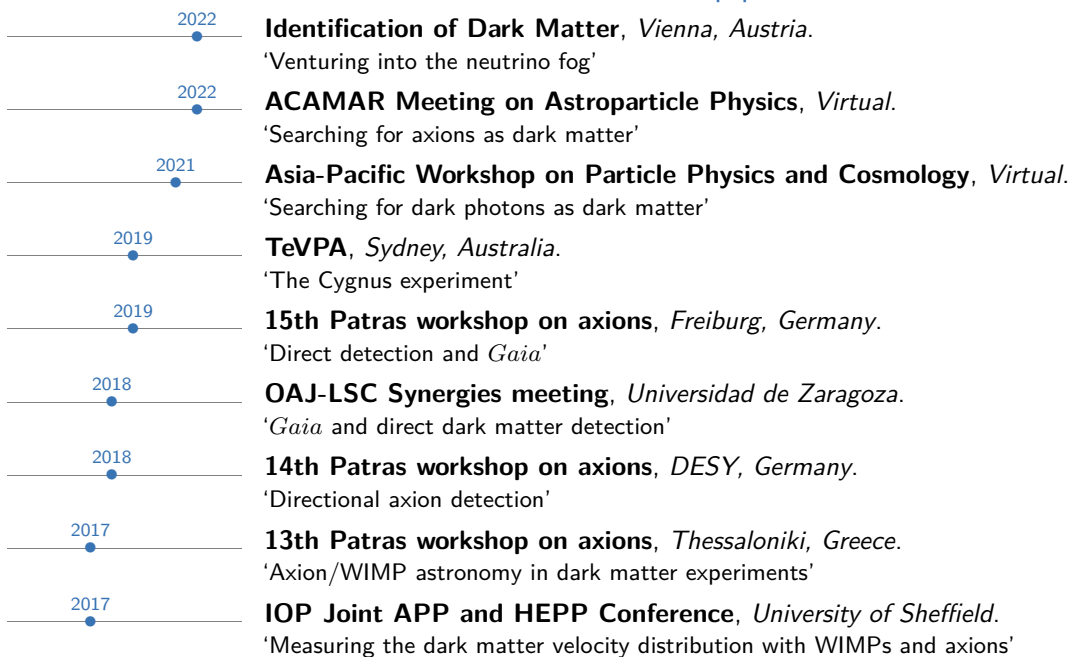 2022
Identification of Dark Matter, Vienna, Austria.
‘Venturing into the neutrino fog’
2022
ACAMAR Meeting on Astroparticle Physics, Virtual.
‘Searching for axions as dark matter’
2021
Asia-Pacific Workshop on Particle Physics and Cosmology, Virtual.
‘Searching for dark photons as dark matter’
2019
TeVPA, Sydney, Australia.
‘The Cygnus experiment’
2019
15th Patras workshop on axions, Freiburg, Germany.
‘Direct detection and Gaia’
2018
OAJ-LSC Synergies meeting, Universidad de Zaragoza.
‘Gaia and direct dark matter detection’
2018
14th Patras workshop on axions, DESY, Germany.
‘Directional axion detection’
2017
13th Patras workshop on axions, Thessaloniki, Greece.
‘Axion/WIMP astronomy in dark matter experiments’
2017
IOP Joint APP and HEPP Conference, University of Sheffield.
‘Measuring the dark matter velocity distribution with WIMPs and axions’